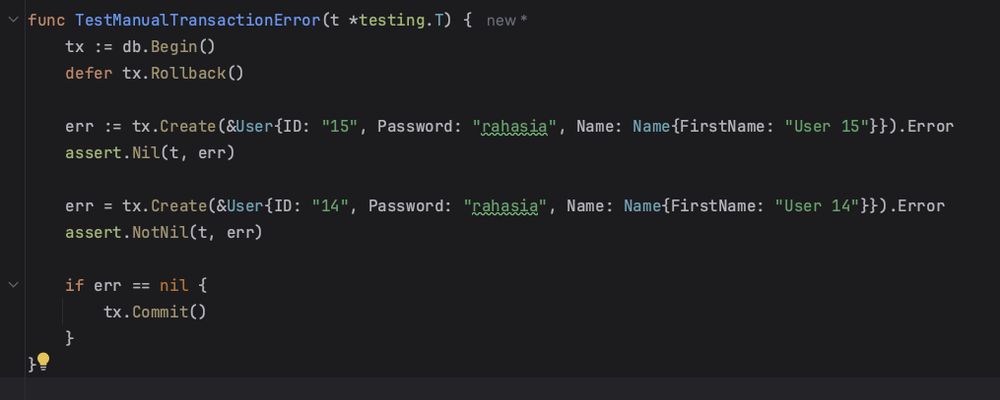 func TestManualTransactionError(t *testing.T) { new *
    tx := db.Begin()
    defer tx.Rollback()

    err := tx.Create(&User{ID: "15", Password: "rahasia", Name: Name{FirstName: "User 15"}}).Error
    assert.Nil(t, err)

    err = tx.Create(&User{ID: "14", Password: "rahasia", Name: Name{FirstName: "User 14"}}).Error
    assert.NotNil(t, err)

    if err == nil {
        tx.Commit()
    }
}